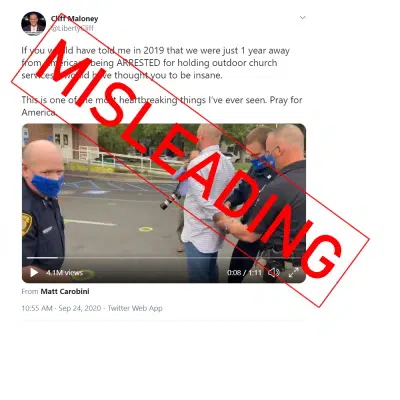 Cliff Maloney
@LibertyCliff
If you would have told me in 2019 that we were just 1 year away
from Americans being ARRESTED for holding outdoor church
services I would have thought you to be insane.
This is one of the most heartbreaking things I've ever seen. Pray for
America.
MISLEADING
4.1M views
0:08 / 1:11
From Matt Carobini
10:55 AM · Sep 24, 2020 · Twitter Web App